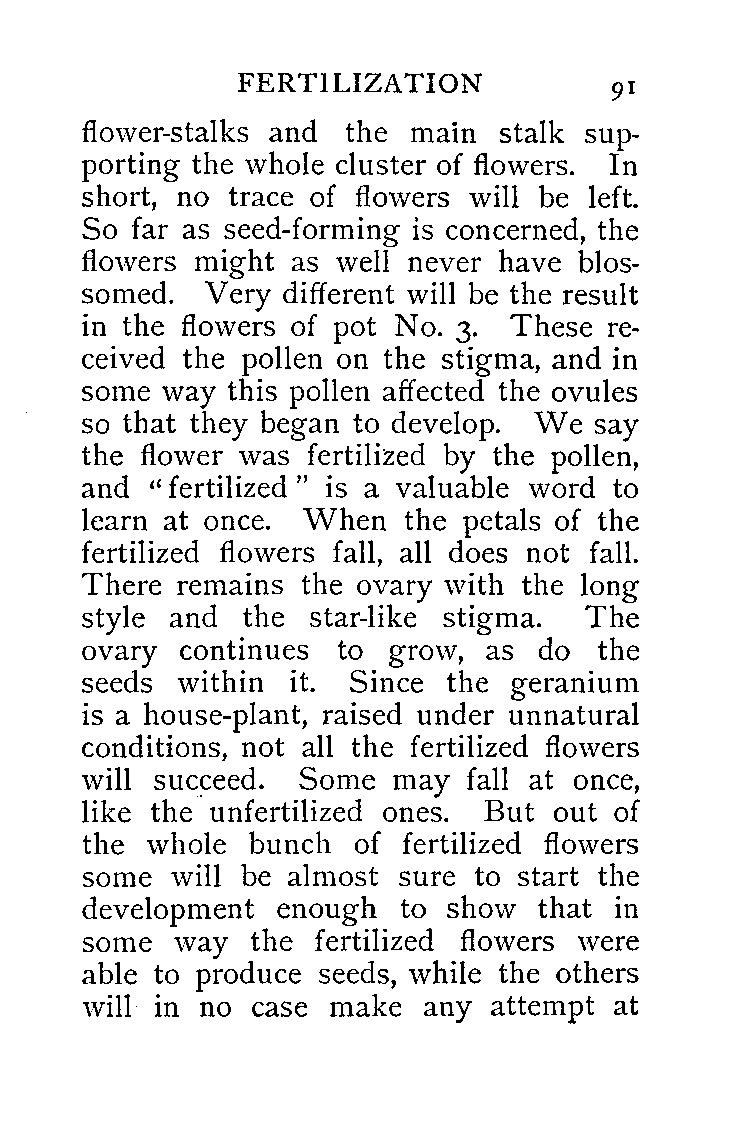 FERTILIZATION 91
flower-stalks and the main stalk sup-
porting the whole cluster of flowers. In
short, no trace of flowers will be left.
So far as seed-forming is concerned, the
flowers might as well never have blos-
somed. Very different will be the result
in the flowers of pot No. 3. These re-
ceived the pollen on the stigma, and in
some way this pollen affected the ovules
so that they began to develop. We say
the flower was fertilized by the pollen,
and "fertilized" is a valuable word to
learn at once. When the petals of the
fertilized flowers fall, all does not fall.
There remains the ovary with the long
style and the star-like stigma. The
ovary continues to grow, as do the
seeds within it. Since the geranium
is a house-plant, raised under unnatural
conditions, not all the fertilized flowers
will succeed. Some may fall at once,
like the unfertilized ones. But out of
the whole bunch of fertilized flowers
some will be almost sure to start the
development enough to show that in
some way the fertilized flowers were
able to produce seeds, while the others
will in no case make any attempt at